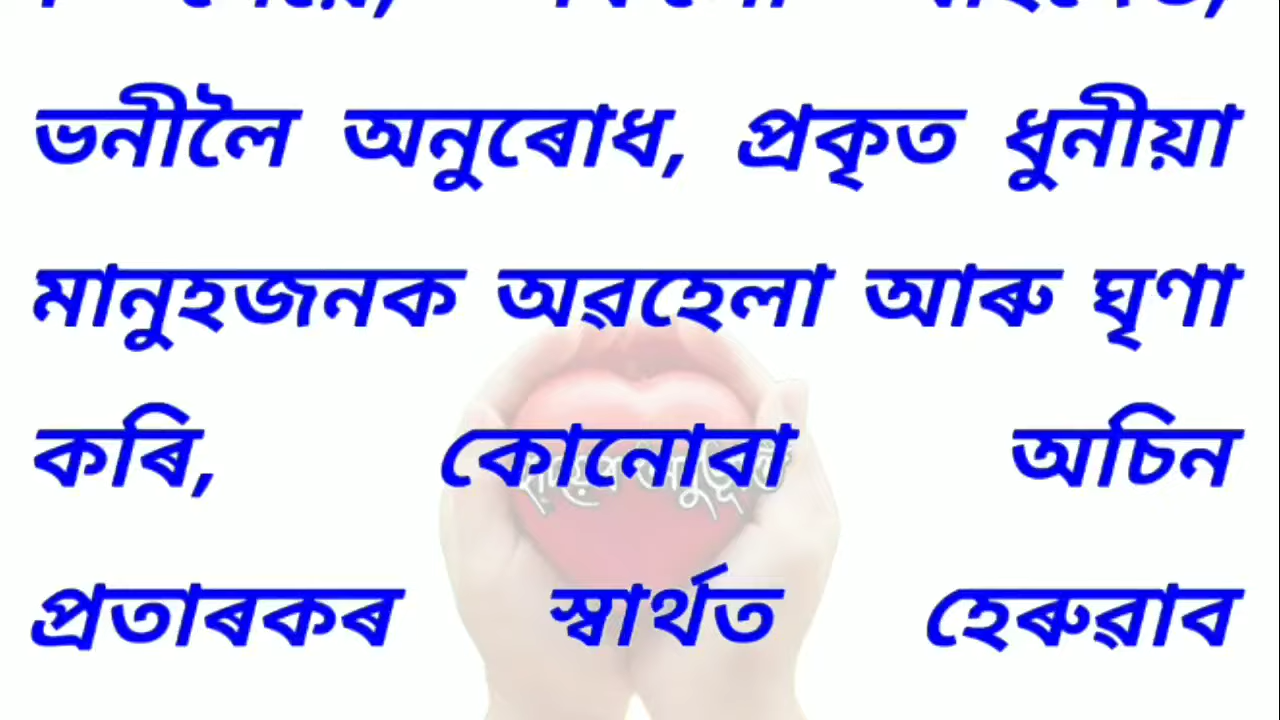 ভনীলৈ অনুৰোধ, প্ৰকৃত ধুনীয়া
মানুহজনক অৱহেলা আৰু ঘৃণা
কৰি, কোনোবা অচিন
প্ৰতাৰকৰ স্বাৰ্থত হেৰুৱাব